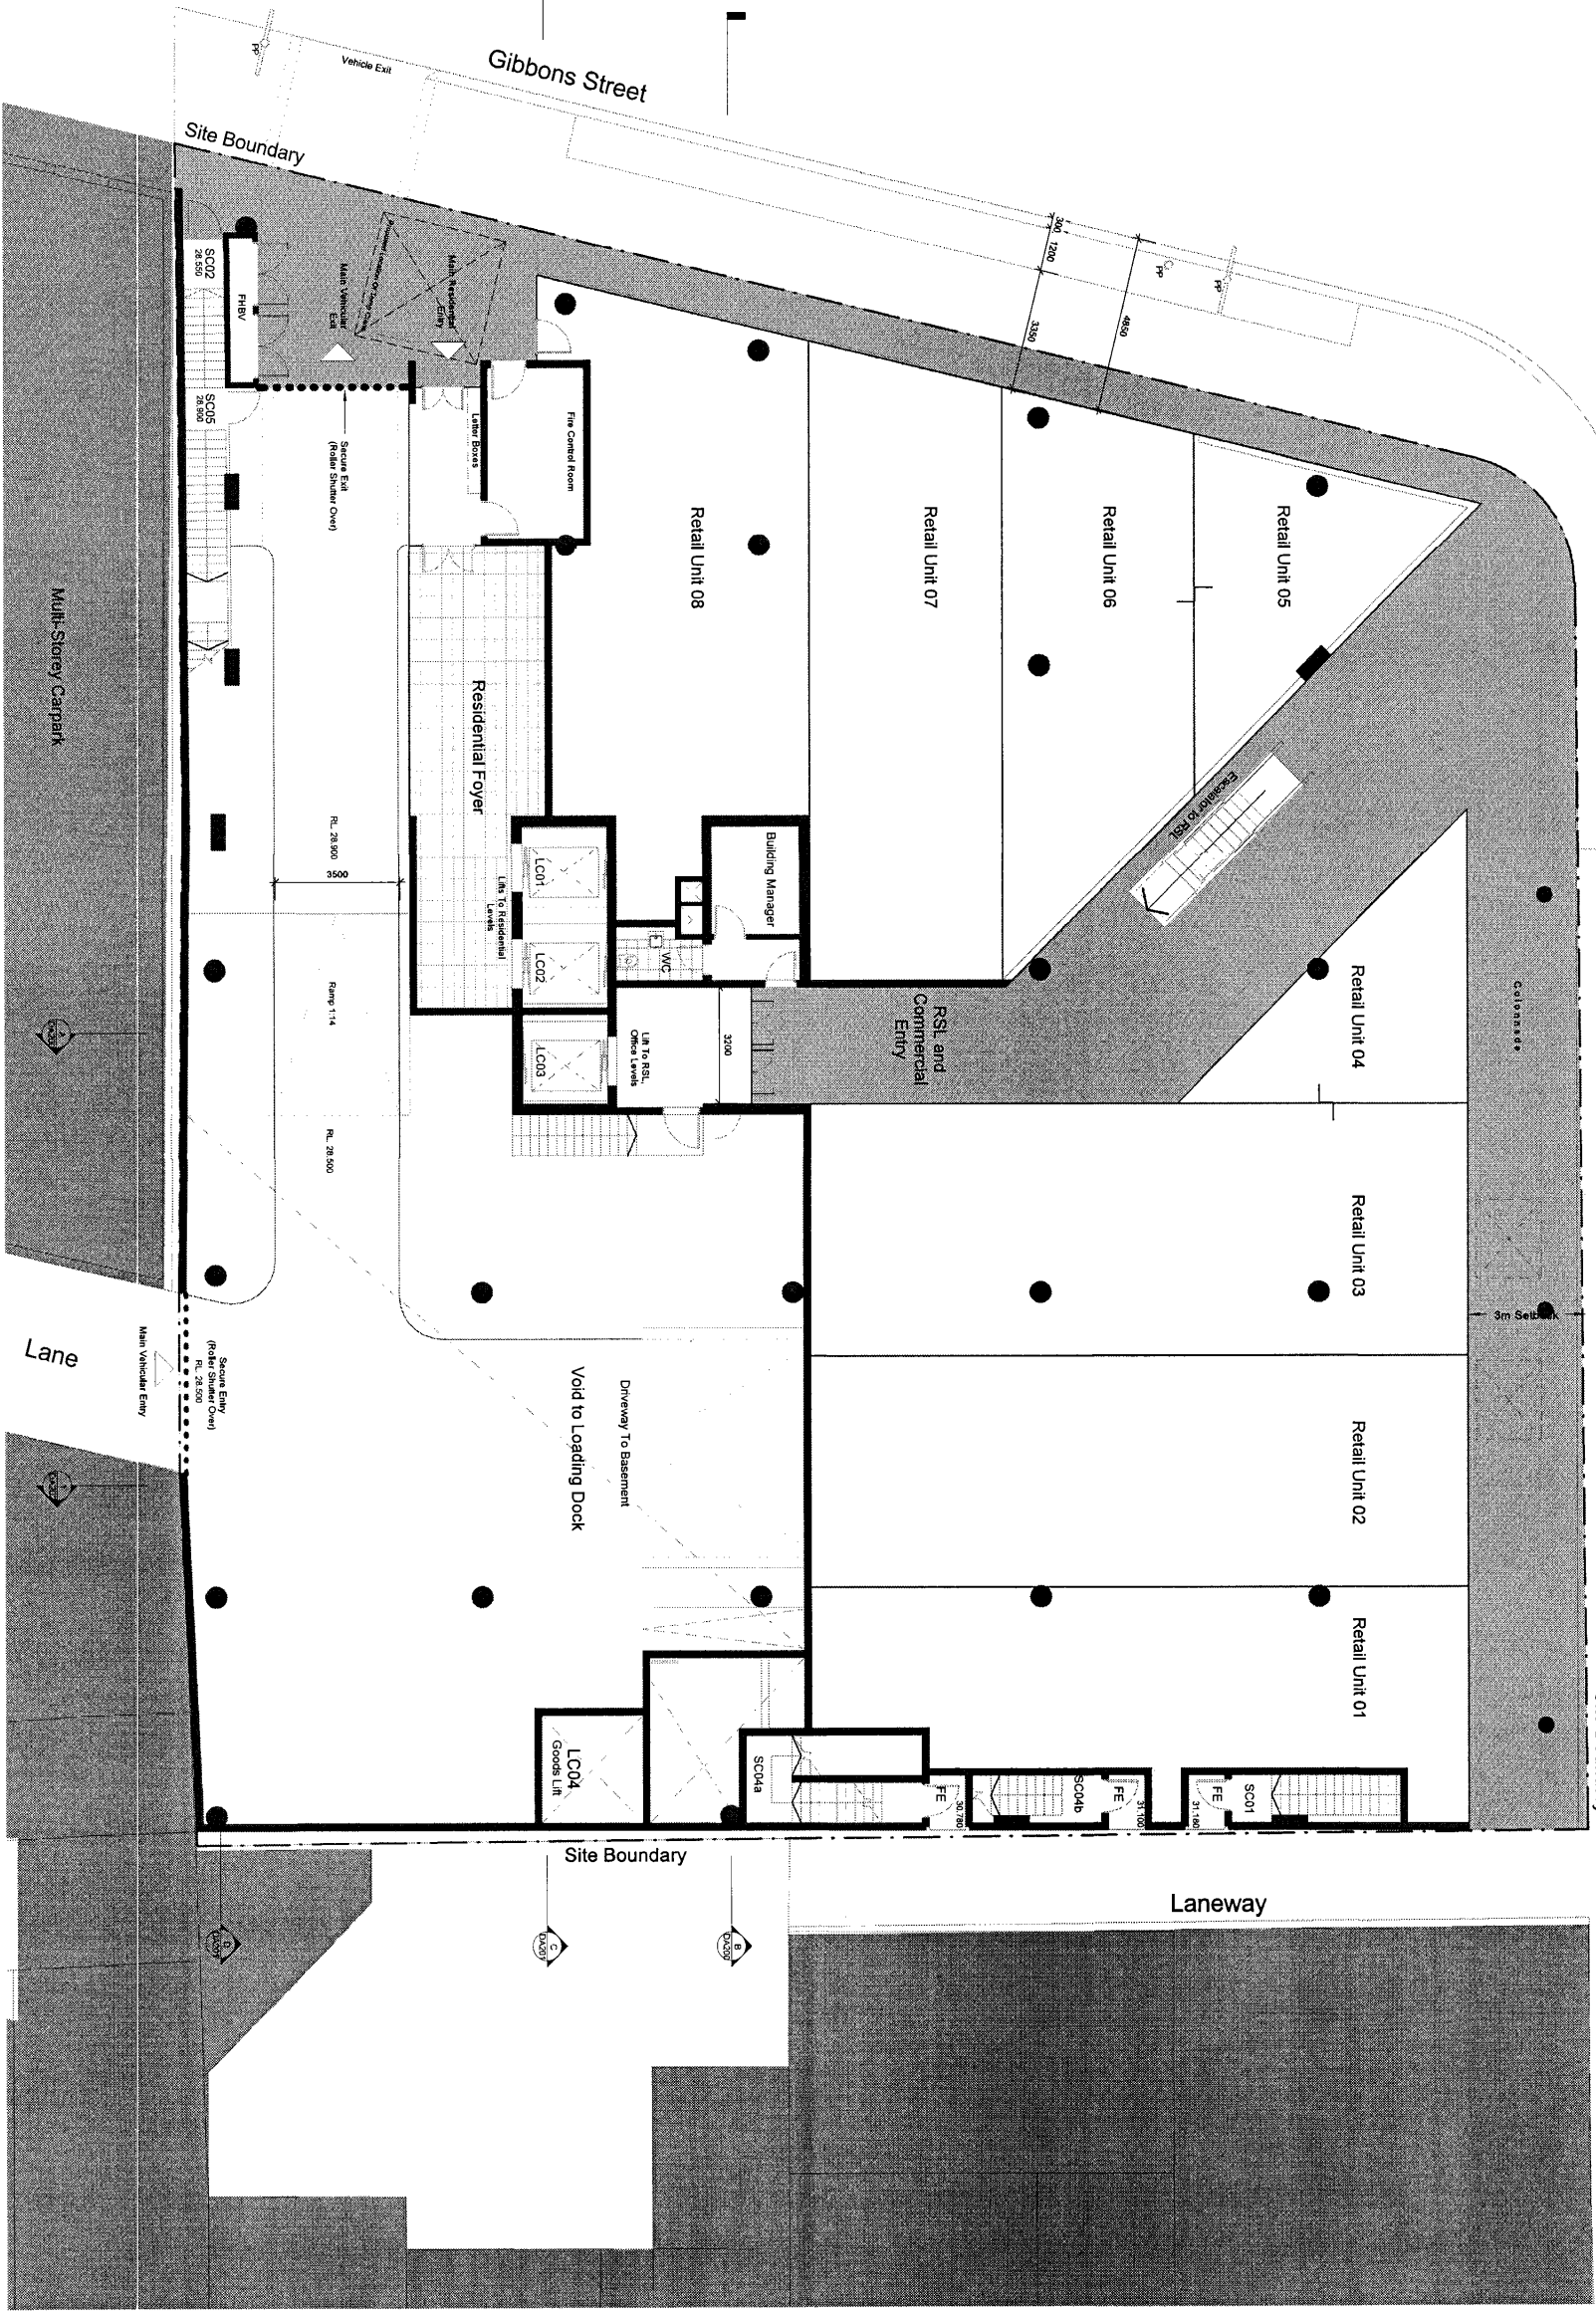 Gibbons Street
Vehicle Exit
PP
Site Boundary
300
1200
3350
4850
PP
PP
SC02
28.550
FHBV
Main Vehicular
Exit
Main Residential
Entry
SC05
28.900
Secure Exit
(Roller Shutter Over)
Letter Boxes
Fire Control Room
Retail Unit 08
Retail Unit 07
Retail Unit 06
Retail Unit 05
Multi-Storey Carpark
Residential Foyer
Escalator to RSL
RL. 28.900
3500
Lifts To Residential
Levels
LC01
LC02
Building Manager
WC
Ramp 1:14
LC03
Lift To RSL,
Office Levels
3200
RSL and
Commercial
Entry
Retail Unit 04
Colonnade
A
RL. 28.500
Retail Unit 03
3m Setback
Lane
Main Vehicular Entry
Secure Entry
(Roller Shutter Over)
RL 28.500
Void to Loading Dock
Driveway To Basement
Retail Unit 02
1
Retail Unit 01
LC04
Goods Lift
SC04a
FE
30.780
SC04b
FE
31.100
FE
31.160
SC01
Site Boundary
Laneway
D
C
DA201
B
DA200